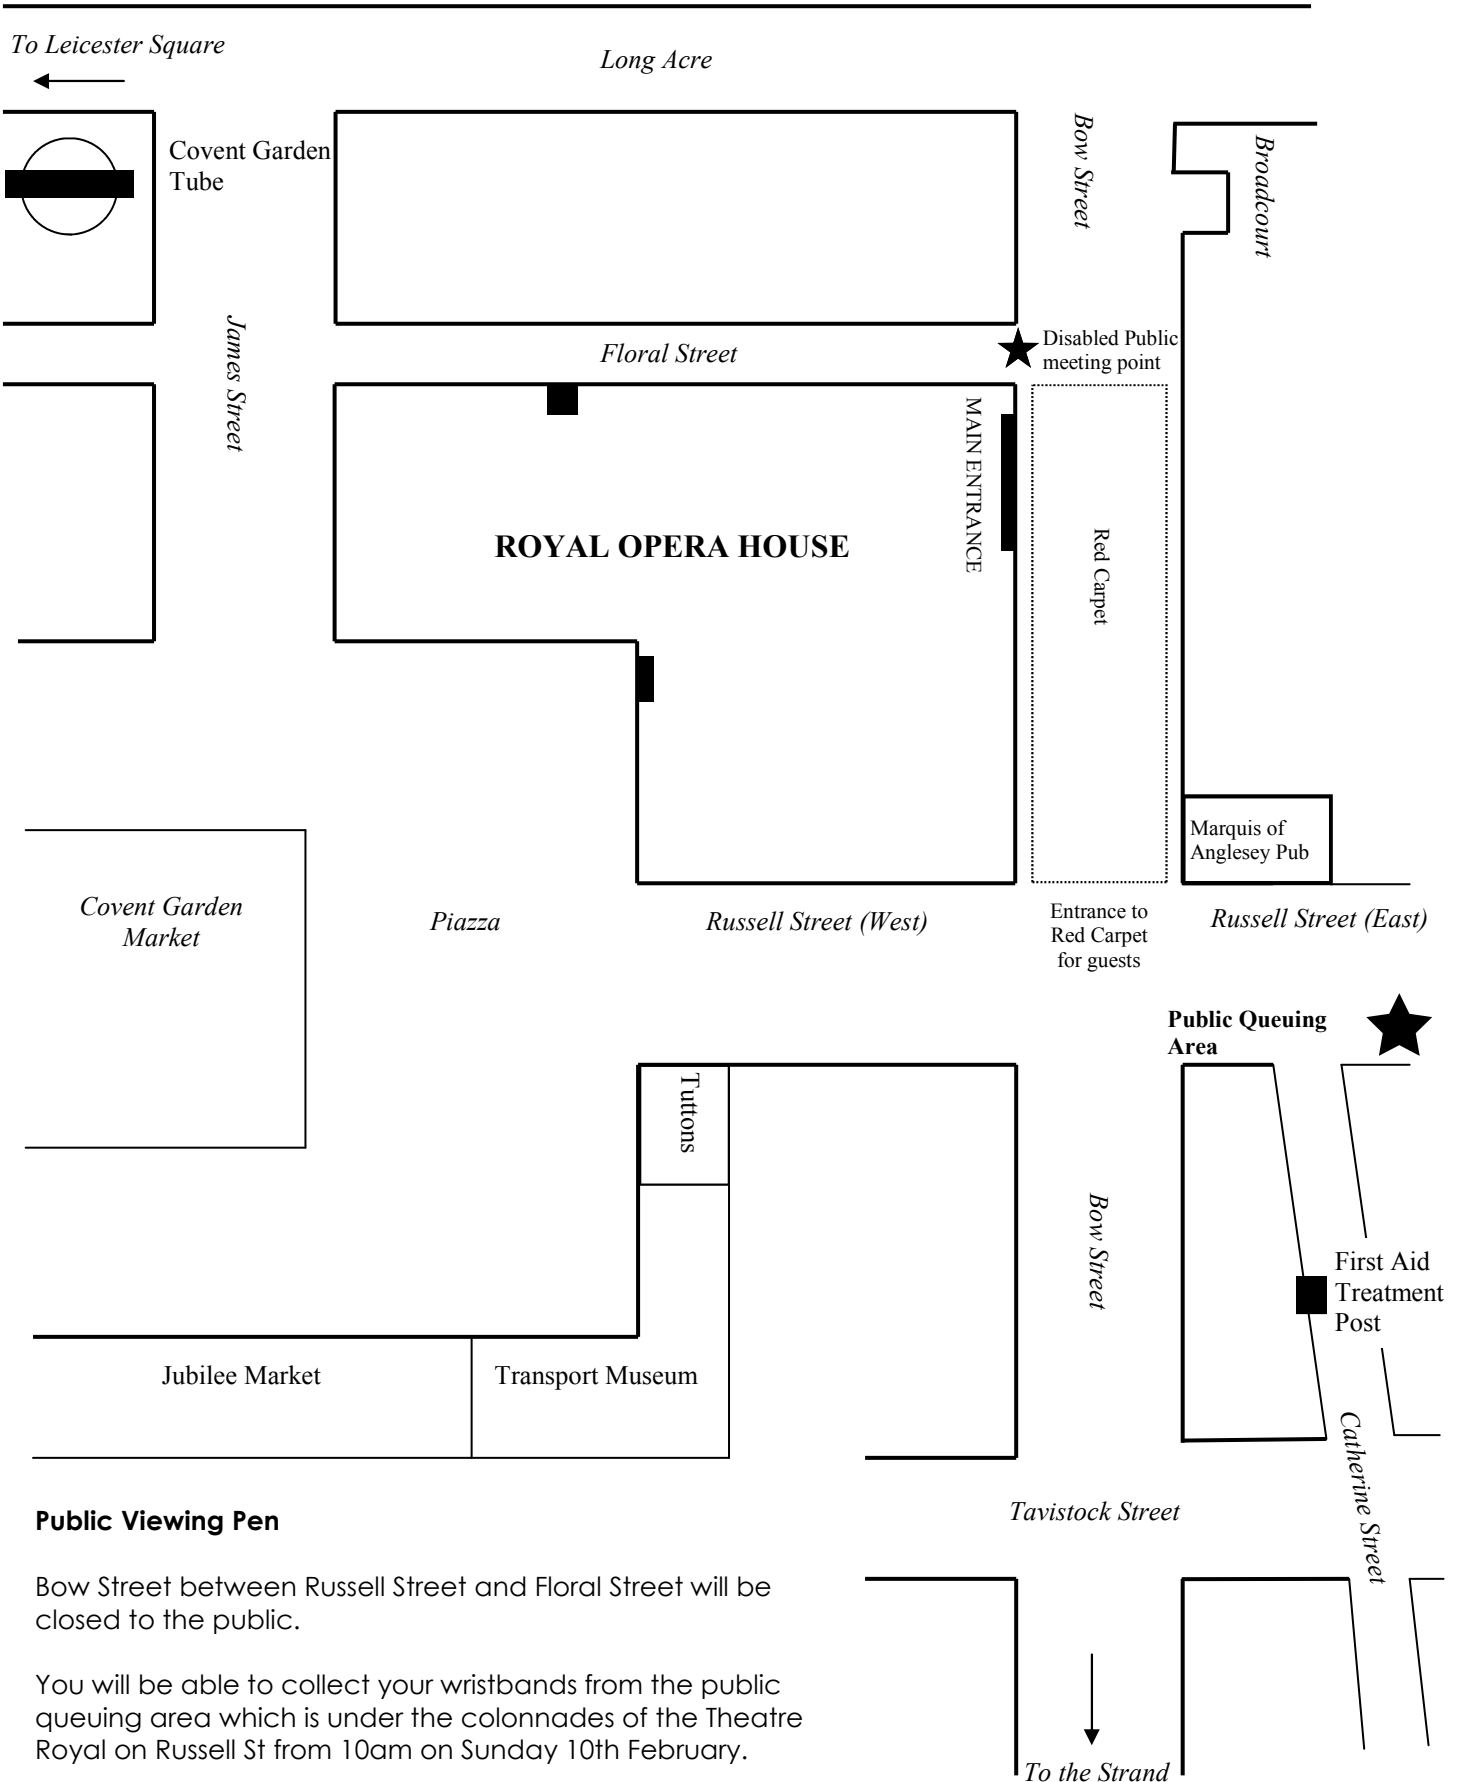 To Leicester Square
Long Acre
Covent Garden
Tube
Bow Street
Broadcourt
James Street
Floral Street
Disabled Public
meeting point
MAIN ENTRANCE
ROYAL OPERA HOUSE
Red Carpet
Marquis of
Anglesey Pub
Covent Garden
Market
Piazza
Russell Street (West)
Entrance to
Red Carpet
for guests
Russell Street (East)
Public Queuing
Area
Tuttons
Bow Street
First Aid
Treatment
Post
Jubilee Market
Transport Museum
Catherine Street
Tavistock Street
Public Viewing Pen
Bow Street between Russell Street and Floral Street will be
closed to the public.
You will be able to collect your wristbands from the public
queuing area which is under the colonnades of the Theatre
Royal on Russell St from 10am on Sunday 10th February.
To the Strand